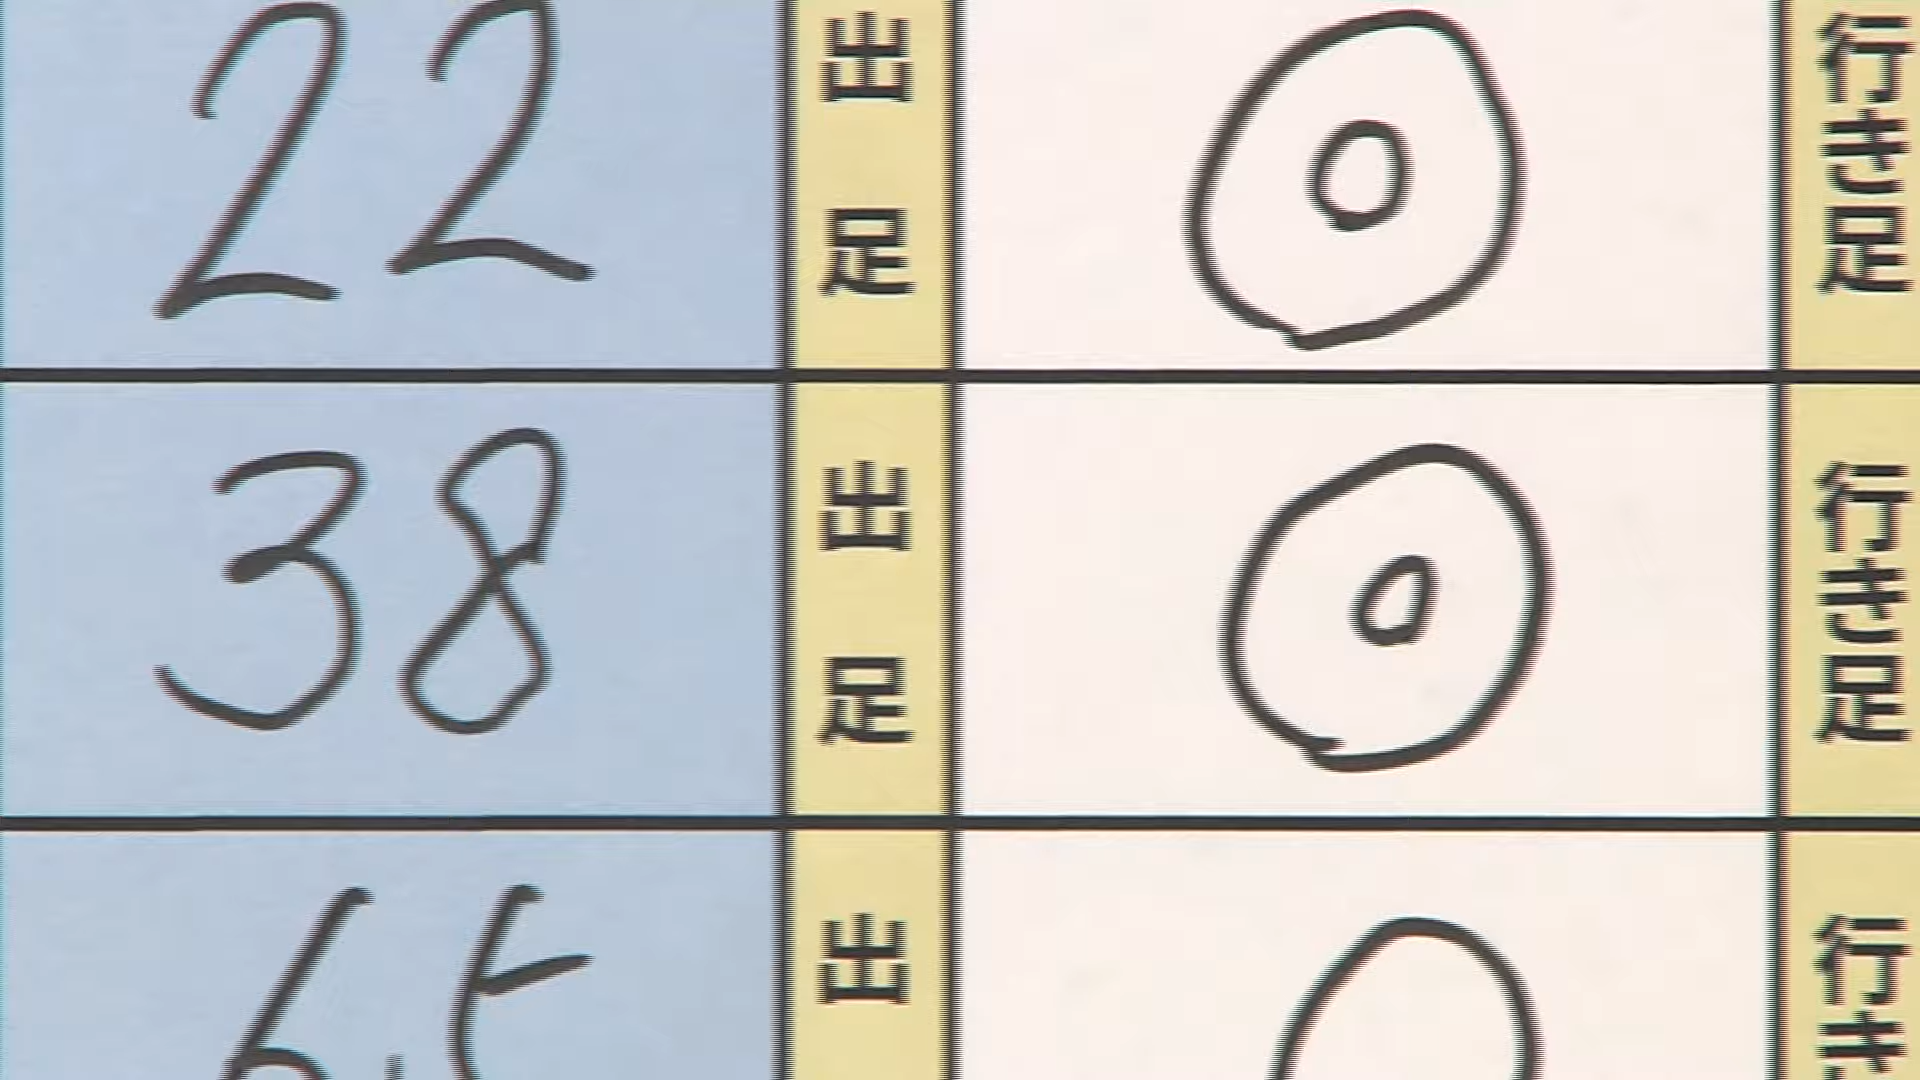 22 出足 ◎ 行き足
38 出足 ◎ 行き足
出 行き